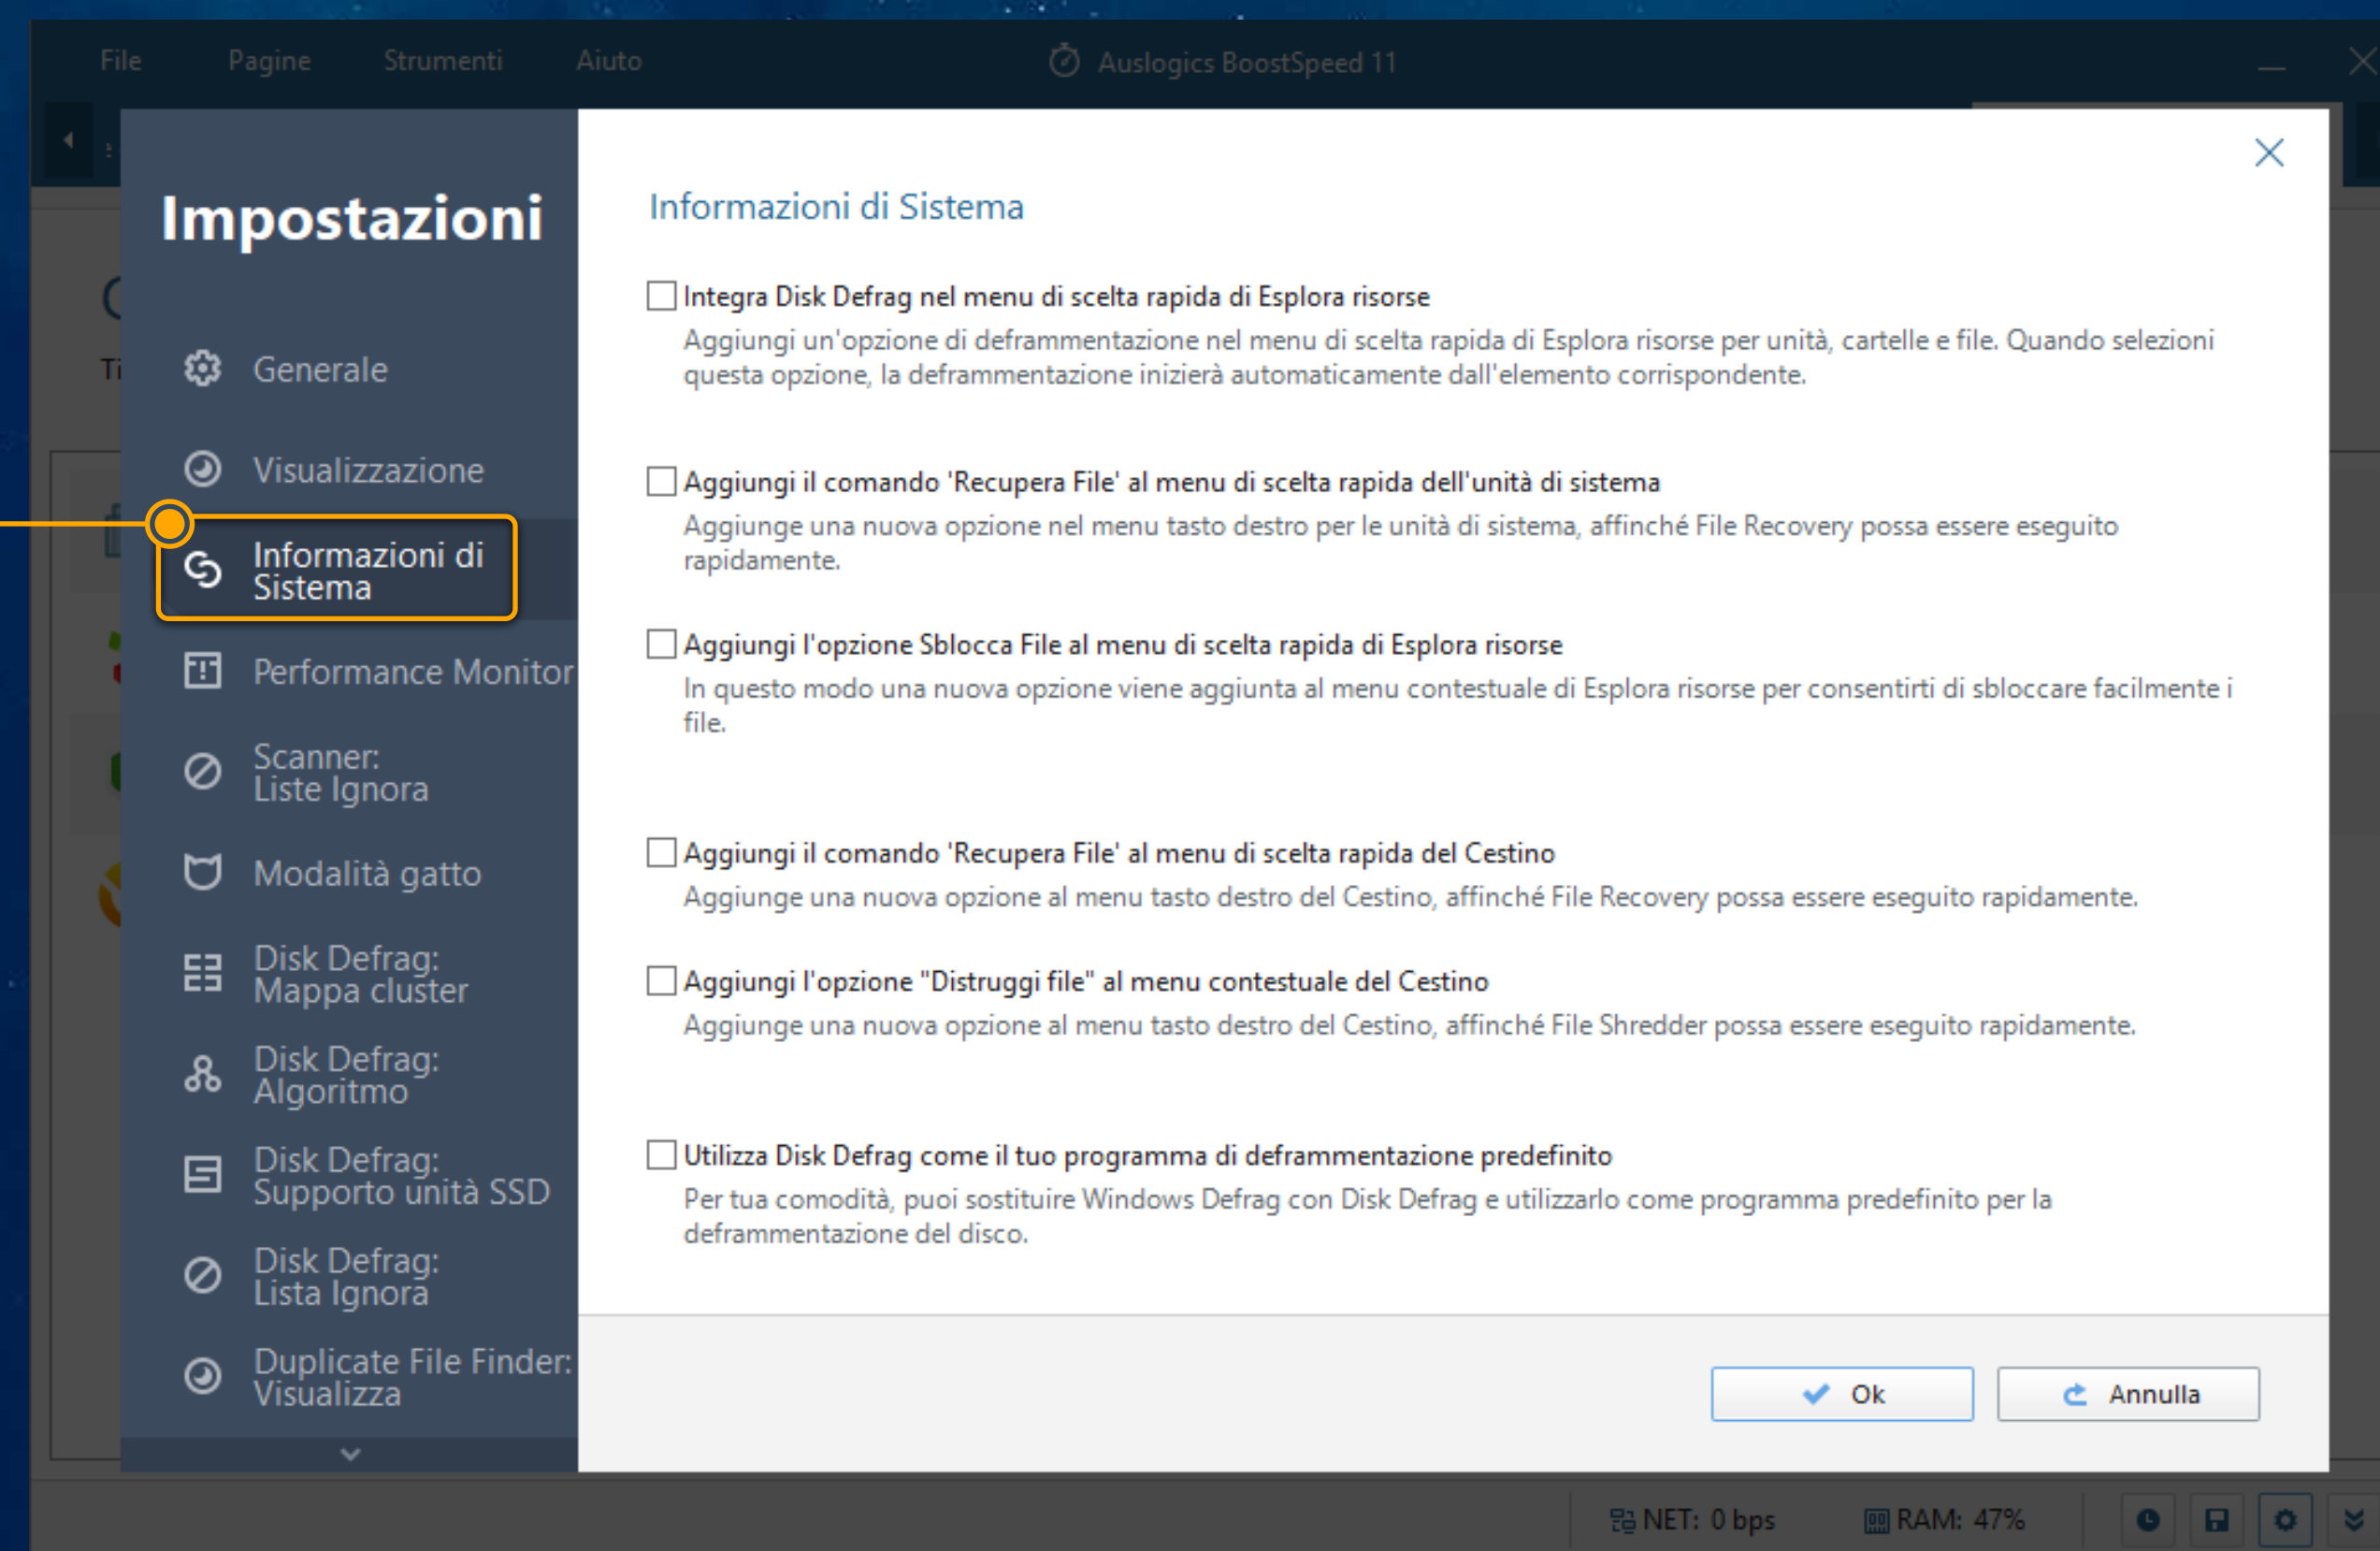 File Pagine Strumenti Aiuto Auslogics BoostSpeed 11
Impostazioni
Generale
Visualizzazione
Informazioni di
Sistema
Performance Monitor
Scanner:
Liste Ignora
Modalità gatto
Disk Defrag:
Mappa cluster
Disk Defrag:
Algoritmo
Disk Defrag:
Supporto unità SSD
Disk Defrag:
Lista Ignora
Duplicate File Finder:
Visualizza
Informazioni di Sistema
Integra Disk Defrag nel menu di scelta rapida di Esplora risorse
Aggiungi un'opzione di deframmentazione nel menu di scelta rapida di Esplora risorse per unità, cartelle e file. Quando selezioni
questa opzione, la deframmentazione inizierà automaticamente dall'elemento corrispondente.
Aggiungi il comando 'Recupera File' al menu di scelta rapida dell'unità di sistema
Aggiunge una nuova opzione nel menu tasto destro per le unità di sistema, affinché File Recovery possa essere eseguito
rapidamente.
Aggiungi l'opzione Sblocca File al menu di scelta rapida di Esplora risorse
In questo modo una nuova opzione viene aggiunta al menu contestuale di Esplora risorse per consentirti di sbloccare facilmente i
file.
Aggiungi il comando 'Recupera File' al menu di scelta rapida del Cestino
Aggiunge una nuova opzione al menu tasto destro del Cestino, affinché File Recovery possa essere eseguito rapidamente.
Aggiungi l'opzione "Distruggi file" al menu contestuale del Cestino
Aggiunge una nuova opzione al menu tasto destro del Cestino, affinché File Shredder possa essere eseguito rapidamente.
Utilizza Disk Defrag come il tuo programma di deframmentazione predefinito
Per tua comodità, puoi sostituire Windows Defrag con Disk Defrag e utilizzarlo come programma predefinito per la
deframmentazione del disco.
Ok Annulla
NET: 0 bps RAM: 47%